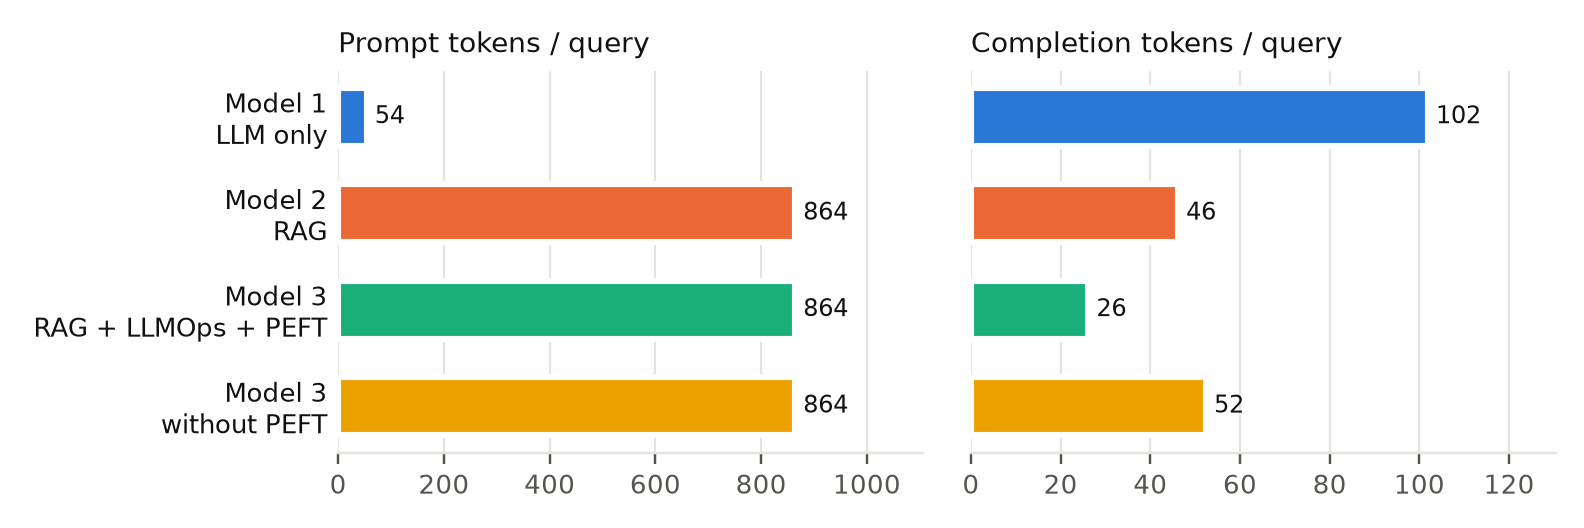 Prompt tokens / query
Completion tokens / query
Model 1
LLM only
54
102
Model 2
RAG
864
46
Model 3
RAG + LLMOps + PEFT
864
26
Model 3
without PEFT
864
52
0 200 400 600 800 1000
0 20 40 60 80 100 120